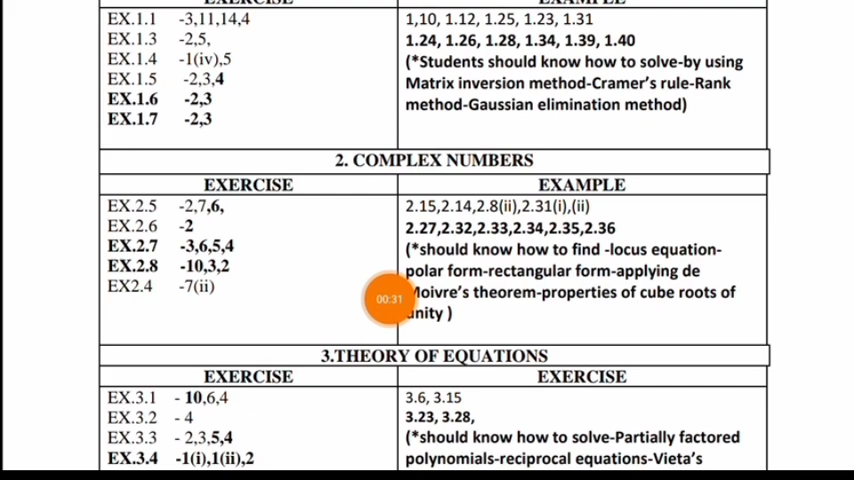 EXERCISE EXAMPLE
EX.1.1 -3,11,14,4 1,10, 1.12, 1.25, 1.23, 1.31
EX.1.3 -2,5, 1.24, 1.26, 1.28, 1.34, 1.39, 1.40
EX.1.4 -1(iv),5 (*Students should know how to solve-by using
EX.1.5 -2,3,4 Matrix inversion method-Cramer's rule-Rank
EX.1.6 -2,3 method-Gaussian elimination method)
EX.1.7 -2,3
2. COMPLEX NUMBERS
EXERCISE EXAMPLE
EX.2.5 -2,7,6, 2.15,2.14,2.8(ii),2.31(i),(ii)
EX.2.6 -2 2.27,2.32,2.33,2.34,2.35,2.36
EX.2.7 -3,6,5,4 (*should know how to find -locus equation-
EX.2.8 -10,3,2 polar form-rectangular form-applying de
EX2.4 -7(ii) Moivre's theorem-properties of cube roots of
00:31 unity )
3.THEORY OF EQUATIONS
EXERCISE EXERCISE
EX.3.1 - 10,6,4 3.6, 3.15
EX.3.2 - 4 3.23, 3.28,
EX.3.3 - 2,3,5,4 (*should know how to solve-Partially factored
EX.3.4 -1(i),1(ii),2 polynomials-reciprocal equations-Vieta's